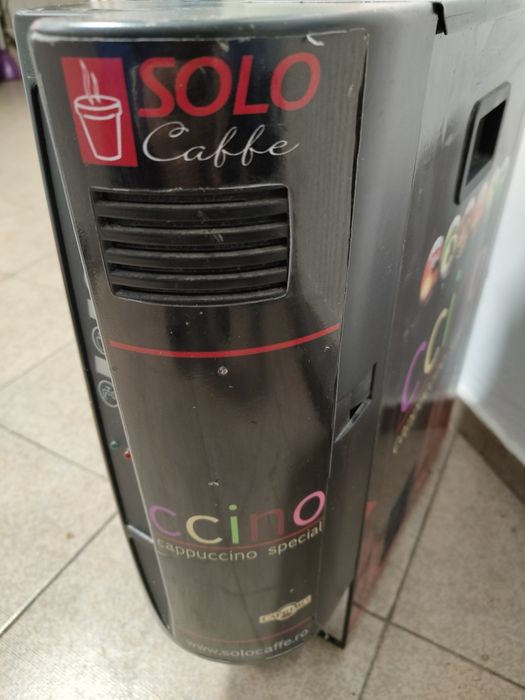 SOLO
Caffe
ccino
cappuccino special
www.solocaffe.ro